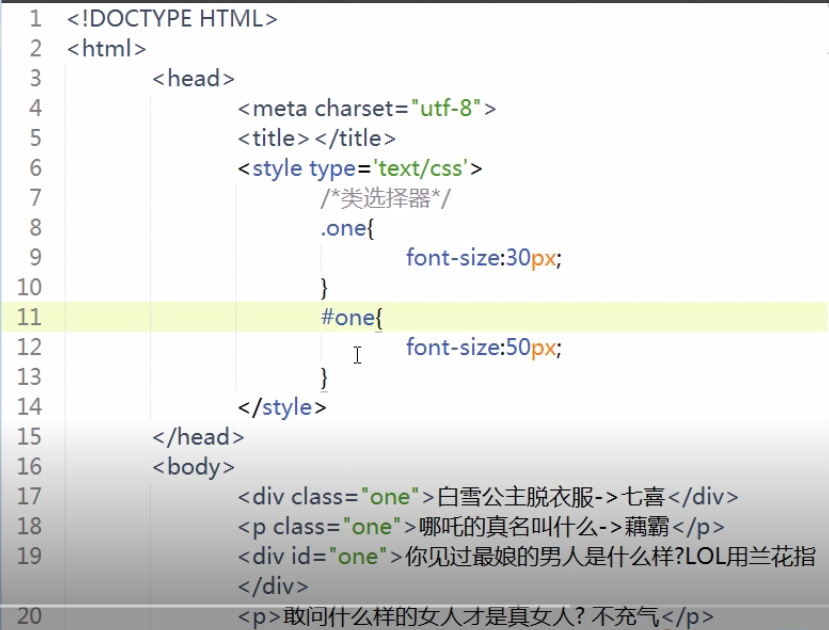 1 <!DOCTYPE HTML>
2 <html>
3 <head>
4 <meta charset="utf-8">
5 <title></title>
6 <style type='text/css'>
7 /*类选择器*/
8 .one{
9 font-size:30px;
10 }
11 #one{
12 font-size:50px;
13 }
14 </style>
15 </head>
16 <body>
17 <div class="one">白雪公主脱衣服->七喜</div>
18 <p class="one">哪吒的真名叫什么->藕霸</p>
19 <div id="one">你见过最娘的男人是什么样?LOL用兰花指
</div>
20 <p>敢问什么样的女人才是真女人? 不充气</p>